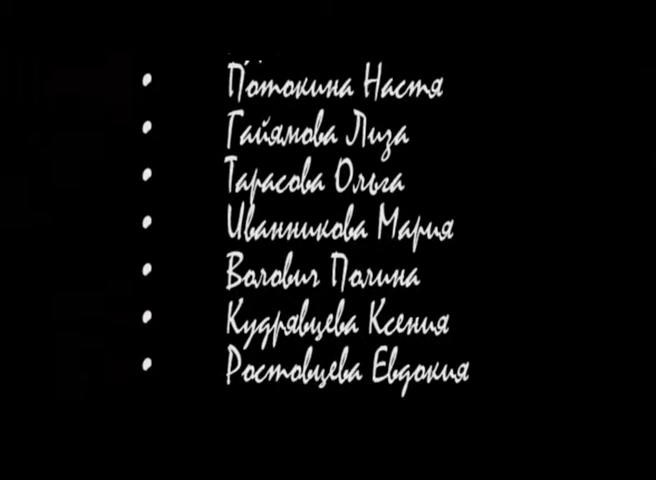 • Потокина Настя
• Гайямова Лиза
• Тарасова Ольга
• Иванникова Мария
• Волович Полина
• Кудрявцева Ксения
• Ростовцева Евдокия